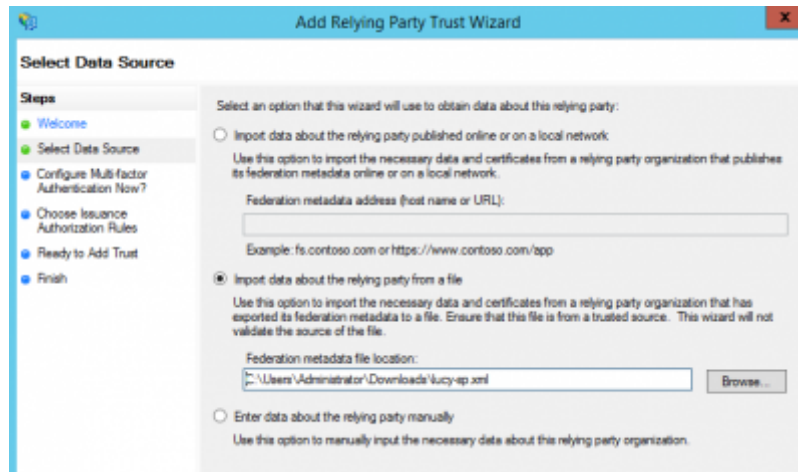 Add Relying Party Trust Wizard
x
Select Data Source
Steps
Welcome
Select Data Source
Configure Multi-factor
Authentication Now?
Choose Issuance
Authorization Rules
Ready to Add Trust
Finish
Select an option that this wizard will use to obtain data about this relying party:
Import data about the relying party published online or on a local network
Use this option to import the necessary data and certificates from a relying party organization that publishes
its federation metadata online or on a local network.
Federation metadata address (host name or URL):
Example: fs.contoso.com or https://www.contoso.com/app
Import data about the relying party from a file
Use this option to import the necessary data and certificates from a relying party organization that has
exported its federation metadata to a file. Ensure that this file is from a trusted source. This wizard will not
validate the source of the file.
Federation metadata file location:
C:\Users\Administrator\Downloads\lucy-sp.xml
Browse...
Enter data about the relying party manually
Use this option to manually input the necessary data about this relying party organization.